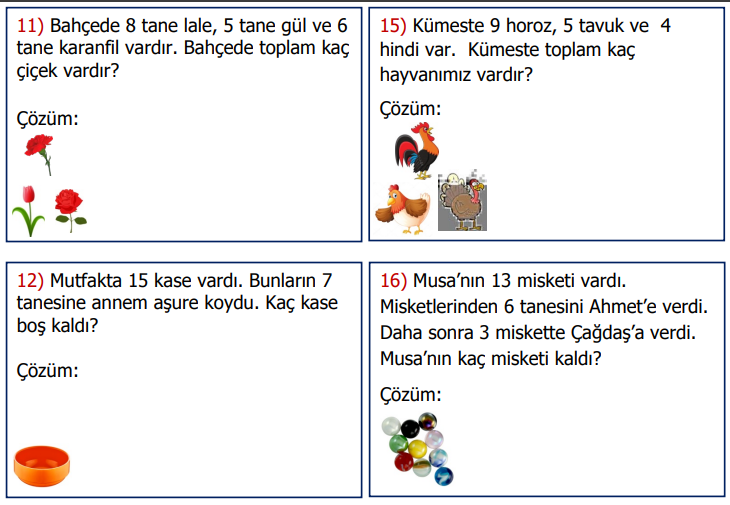 11) Bahçede 8 tane lale, 5 tane gül ve 6
tane karanfil vardır. Bahçede toplam kaç
çiçek vardır?
Çözüm:
15) Kümeste 9 horoz, 5 tavuk ve 4
hindi var. Kümeste toplam kaç
hayvanımız vardır?
Çözüm:
12) Mutfakta 15 kase vardı. Bunların 7
tanesine annem aşure koydu. Kaç kase
boş kaldı?
Çözüm:
16) Musa’nın 13 misketi vardı.
Misketlerinden 6 tanesini Ahmet’e verdi.
Daha sonra 3 miskette Çağdaş’a verdi.
Musa’nın kaç misketi kaldı?
Çözüm: